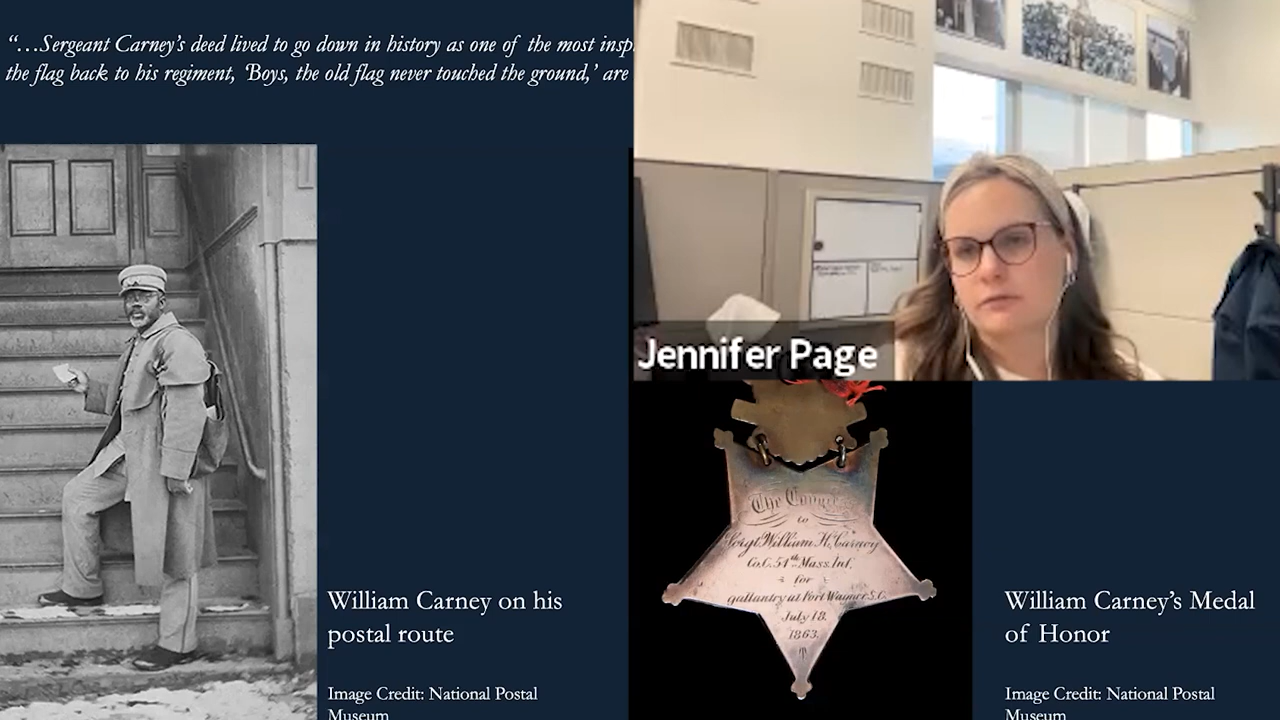 “…Sergeant Carney’s deed lived to go down in history as one of the most insp
the flag back to his regiment, ‘Boys, the old flag never touched the ground,’ are
Jennifer Page
The Congress
to
Sergt. William H. Carney
Co.C. 54th Mass. Inf.
for
gallantry at Fort Wagner S.C.
July 18.
1863.
William Carney on his
postal route
Image Credit: National Postal
Museum
William Carney’s Medal
of Honor
Image Credit: National Postal
Museum